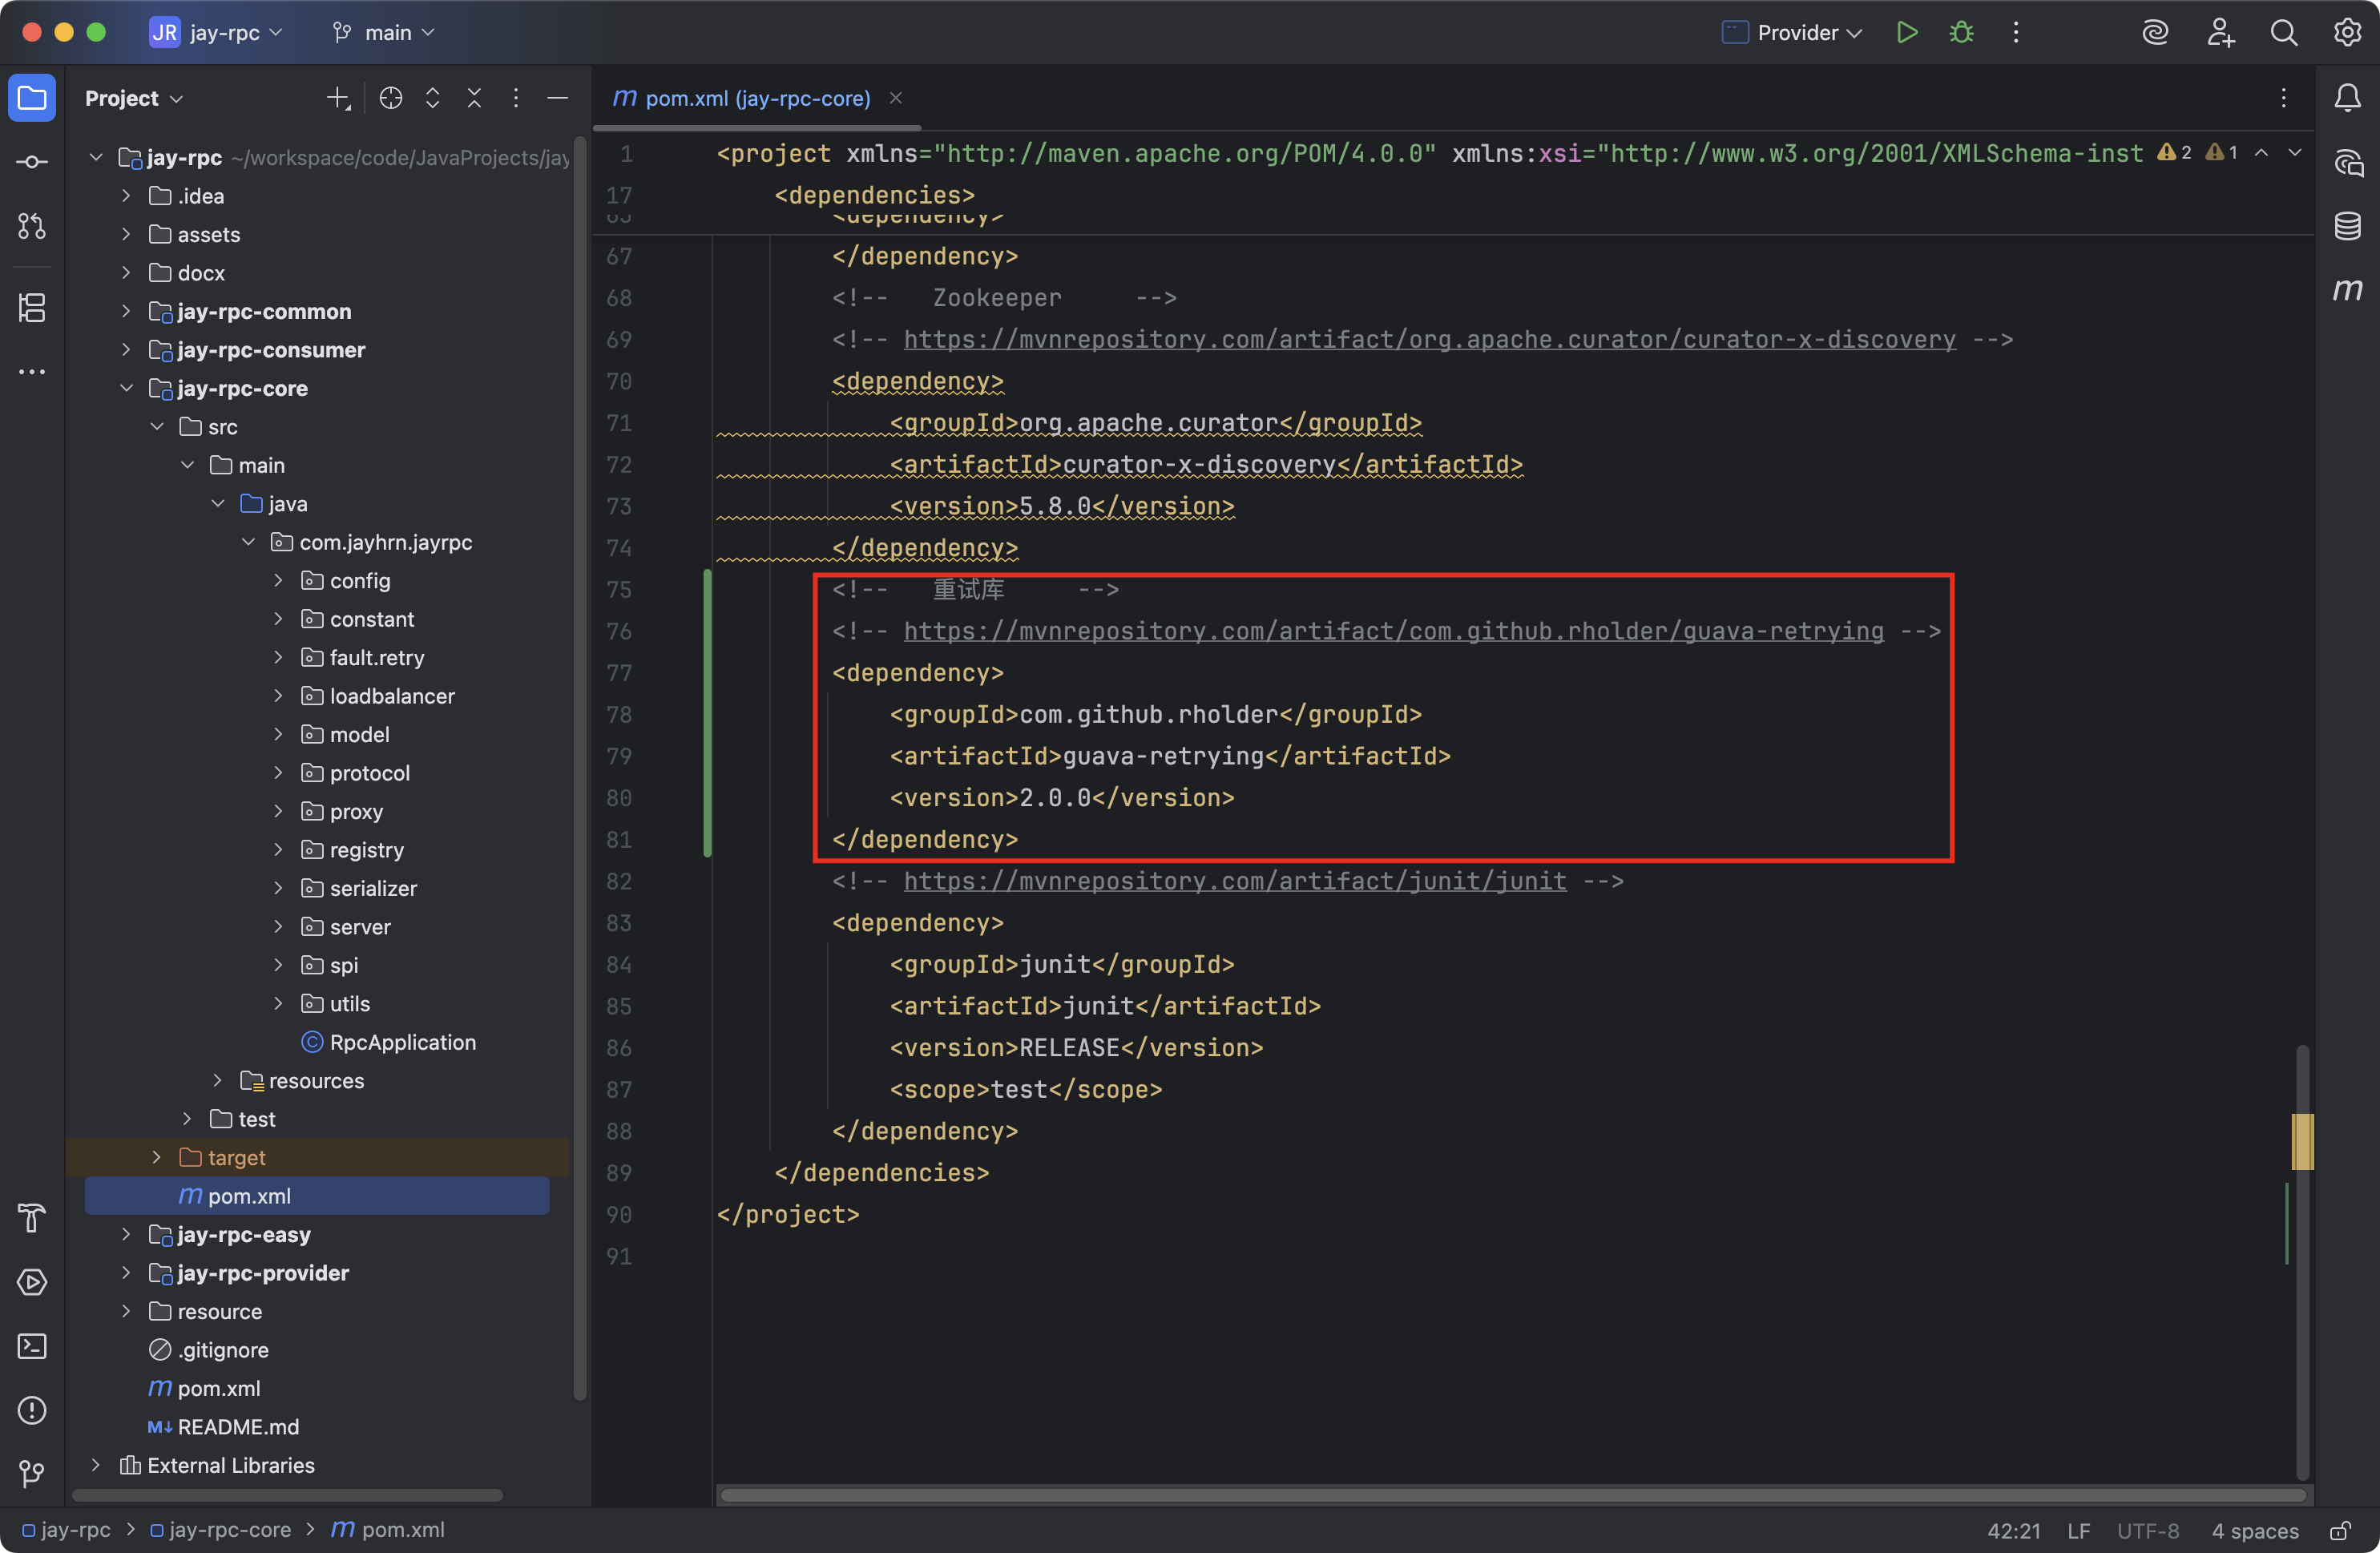 JR jay-rpc
main
Provider
Project
jay-rpc ~/workspace/code/JavaProjects/jay
.idea
assets
docx
jay-rpc-common
jay-rpc-consumer
jay-rpc-core
src
main
java
com.jayhrn.jayrpc
config
constant
fault.retry
loadbalancer
model
protocol
proxy
registry
serializer
server
spi
utils
RpcApplication
resources
test
target
pom.xml
jay-rpc-easy
jay-rpc-provider
resource
.gitignore
pom.xml
README.md
External Libraries
pom.xml (jay-rpc-core)
1 <project xmlns="http://maven.apache.org/POM/4.0.0" xmlns:xsi="http://www.w3.org/2001/XMLSchema-inst 2 1
17 <dependencies>
63 <dependency>
67 </dependency>
68 <!-- Zookeeper -->
69 <!-- https://mvnrepository.com/artifact/org.apache.curator/curator-x-discovery -->
70 <dependency>
71 <groupId>org.apache.curator</groupId>
72 <artifactId>curator-x-discovery</artifactId>
73 <version>5.8.0</version>
74 </dependency>
75 <!-- 重试库 -->
76 <!-- https://mvnrepository.com/artifact/com.github.rholder/guava-retrying -->
77 <dependency>
78 <groupId>com.github.rholder</groupId>
79 <artifactId>guava-retrying</artifactId>
80 <version>2.0.0</version>
81 </dependency>
82 <!-- https://mvnrepository.com/artifact/junit/junit -->
83 <dependency>
84 <groupId>junit</groupId>
85 <artifactId>junit</artifactId>
86 <version>RELEASE</version>
87 <scope>test</scope>
88 </dependency>
89 </dependencies>
90 </project>
91
jay-rpc > jay-rpc-core > pom.xml
42:21 LF UTF-8 4 spaces